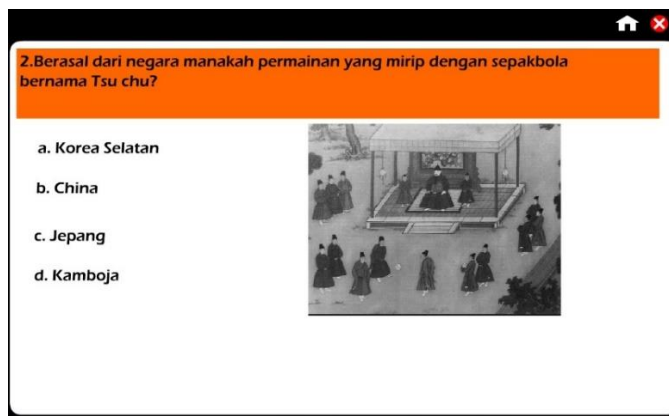 2.Berasal dari negara manakah permainan yang mirip dengan sepakbola
bernama Tsu chu?
a. Korea Selatan
b. China
c. Jepang
d. Kamboja